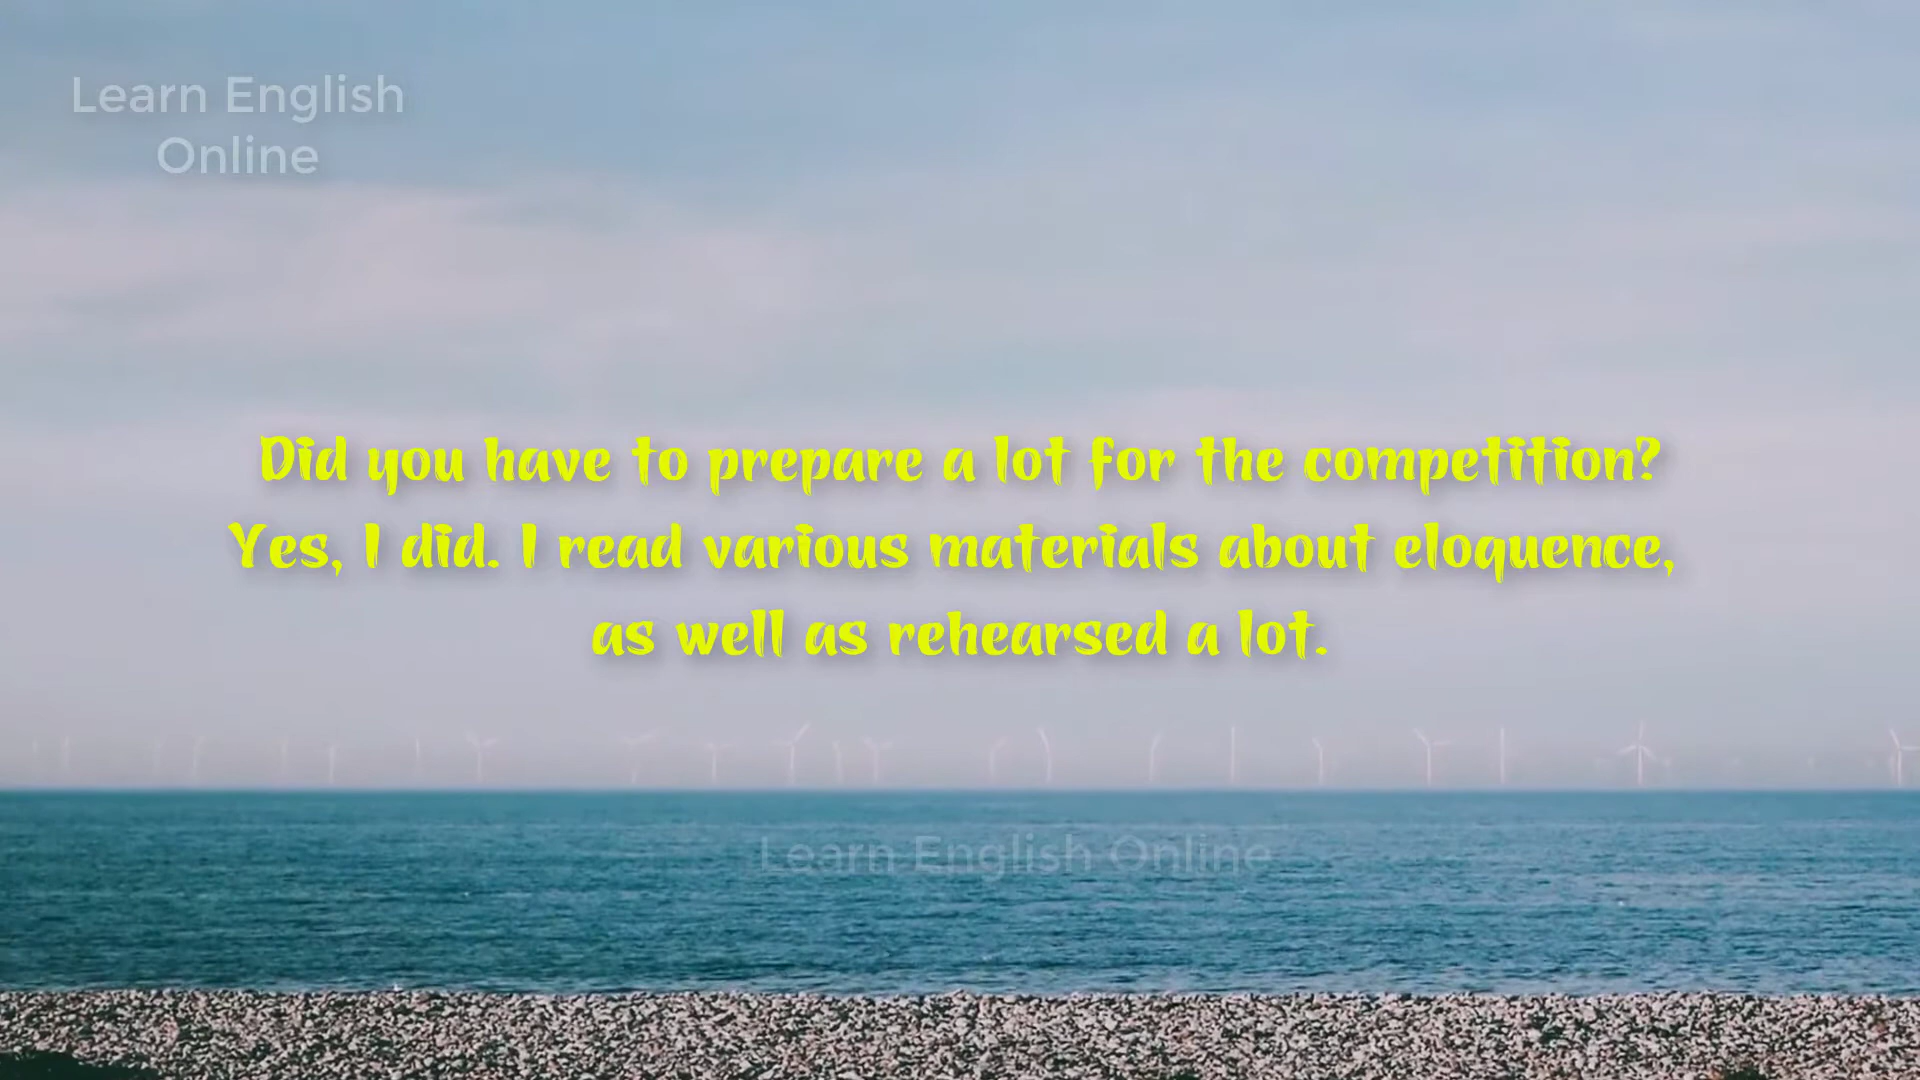 Learn English
Online
Did you have to prepare a lot for the competition?
Yes, I did. I read various materials about eloquence,
as well as rehearsed a lot.
Learn English Online